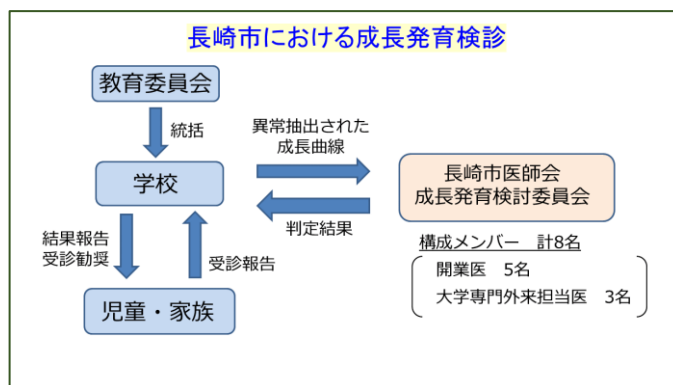 長崎市における成長発育検診
教育委員会
統括
異常抽出された
成長曲線
学校
長崎市医師会
成長発育検討委員会
判定結果
結果報告
受診勧奨
受診報告
構成メンバー 計8名
開業医 5名
大学専門外来担当医 3名
児童・家族